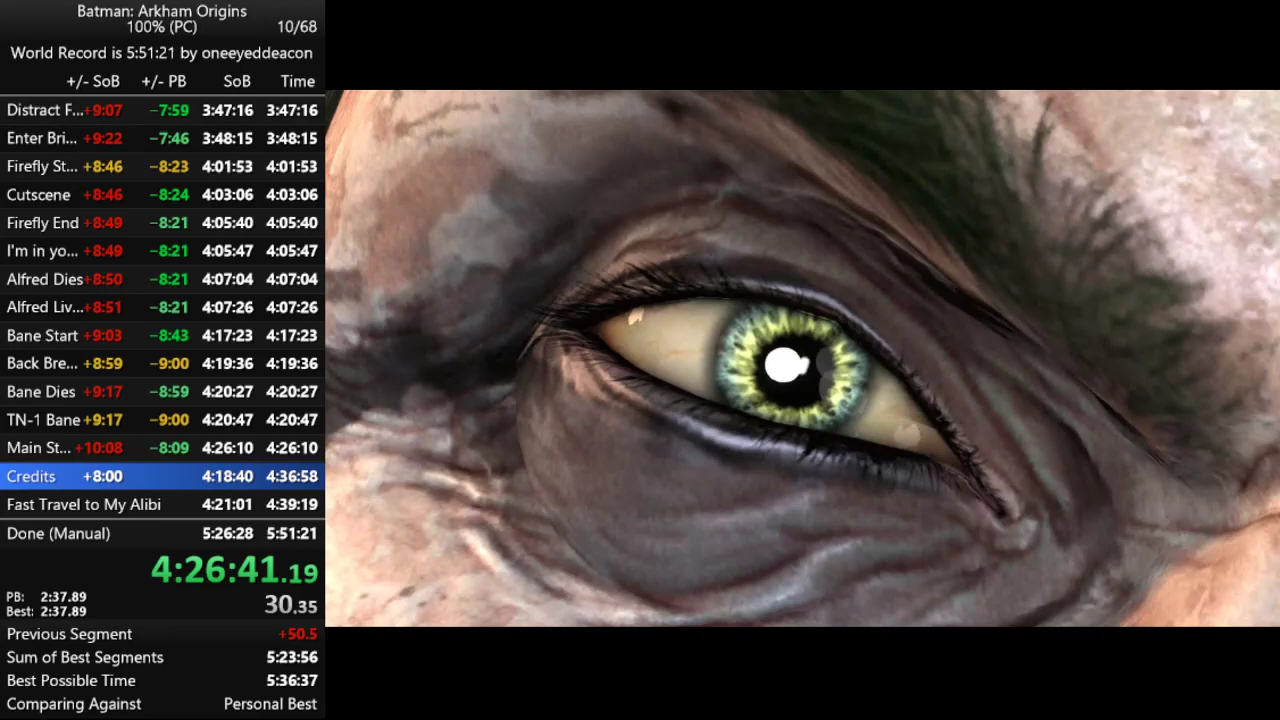 Batman: Arkham Origins
100% (PC) 10/68
World Record is 5:51:21 by oneeyeddeacon
+/- SoB +/- PB SoB Time
Distract F... +9:07 −7:59 3:47:16 3:47:16
Enter Bri... +9:22 −7:46 3:48:15 3:48:15
Firefly St... +8:46 −8:23 4:01:53 4:01:53
Cutscene +8:46 −8:24 4:03:06 4:03:06
Firefly End +8:49 −8:21 4:05:40 4:05:40
I'm in yo... +8:49 −8:21 4:05:47 4:05:47
Alfred Dies +8:50 −8:21 4:07:04 4:07:04
Alfred Liv... +8:51 −8:21 4:07:26 4:07:26
Bane Start +9:03 −8:43 4:17:23 4:17:23
Back Bre... +8:59 −9:00 4:19:36 4:19:36
Bane Dies +9:17 −8:59 4:20:27 4:20:27
TN-1 Bane +9:17 −9:00 4:20:47 4:20:47
Main St... +10:08 −8:09 4:26:10 4:26:10
Credits +8:00 4:18:40 4:36:58
Fast Travel to My Alibi 4:21:01 4:39:19
Done (Manual) 5:26:28 5:51:21
4:26:41.19
PB: 2:37.89
Best: 2:37.89 30.35
Previous Segment +50.5
Sum of Best Segments 5:23:56
Best Possible Time 5:36:37
Comparing Against Personal Best